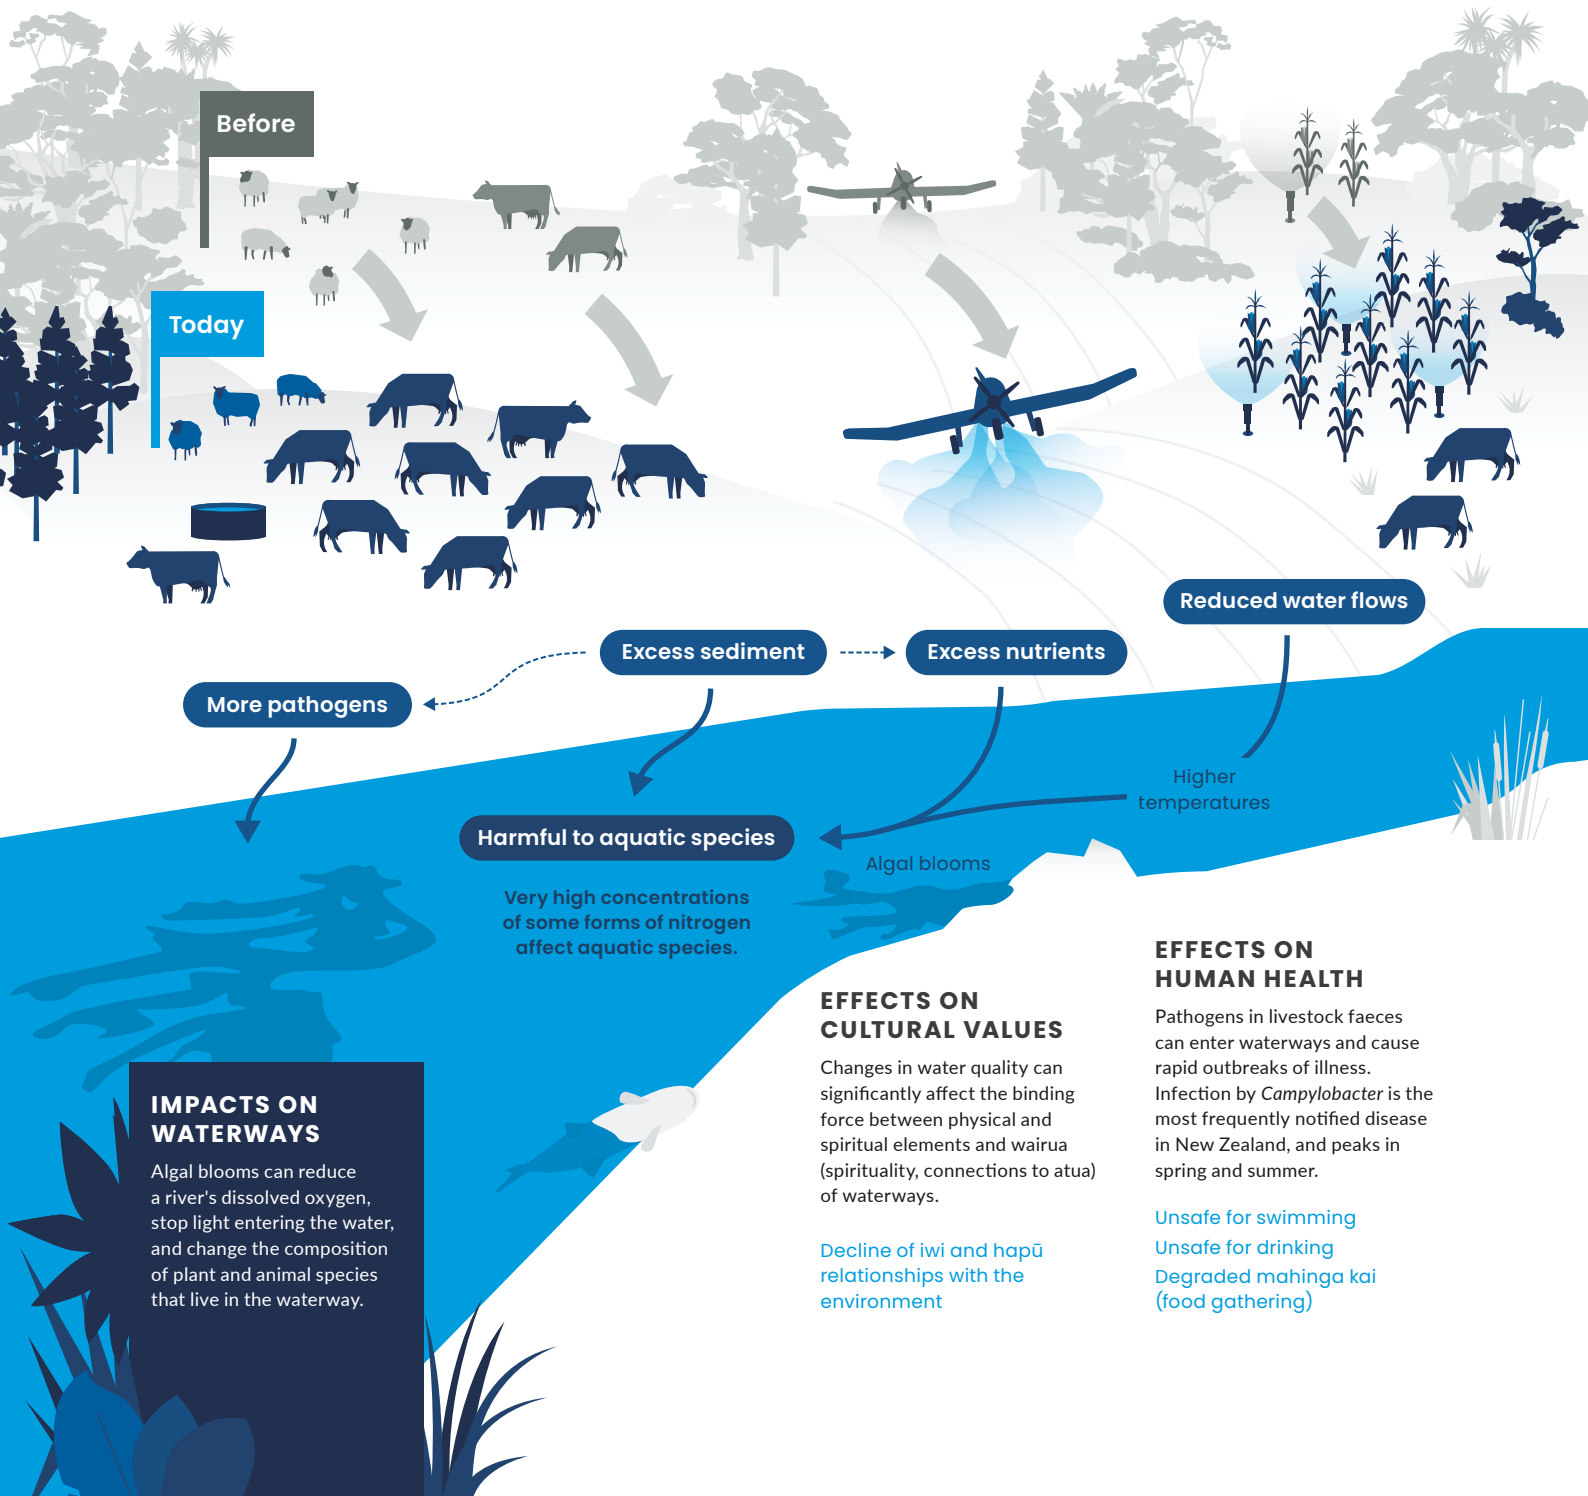 Before
Today
Reduced water flows
Excess sediment
Excess nutrients
More pathogens
Higher
temperatures
Harmful to aquatic species
Algal blooms
Very high concentrations
of some forms of nitrogen
affect aquatic species.
EFFECTS ON
HUMAN HEALTH
Pathogens in livestock faeces
can enter waterways and cause
rapid outbreaks of illness.
Infection by Campylobacter is the
most frequently notified disease
in New Zealand, and peaks in
spring and summer.
Unsafe for swimming
Unsafe for drinking
Degraded mahinga kai
(food gathering)
EFFECTS ON
CULTURAL VALUES
Changes in water quality can
significantly affect the binding
force between physical and
spiritual elements and wairua
(spirituality, connections to atua)
of waterways.
Decline of iwi and hapū
relationships with the
environment
IMPACTS ON
WATERWAYS
Algal blooms can reduce
a river's dissolved oxygen,
stop light entering the water,
and change the composition
of plant and animal species
that live in the waterway.